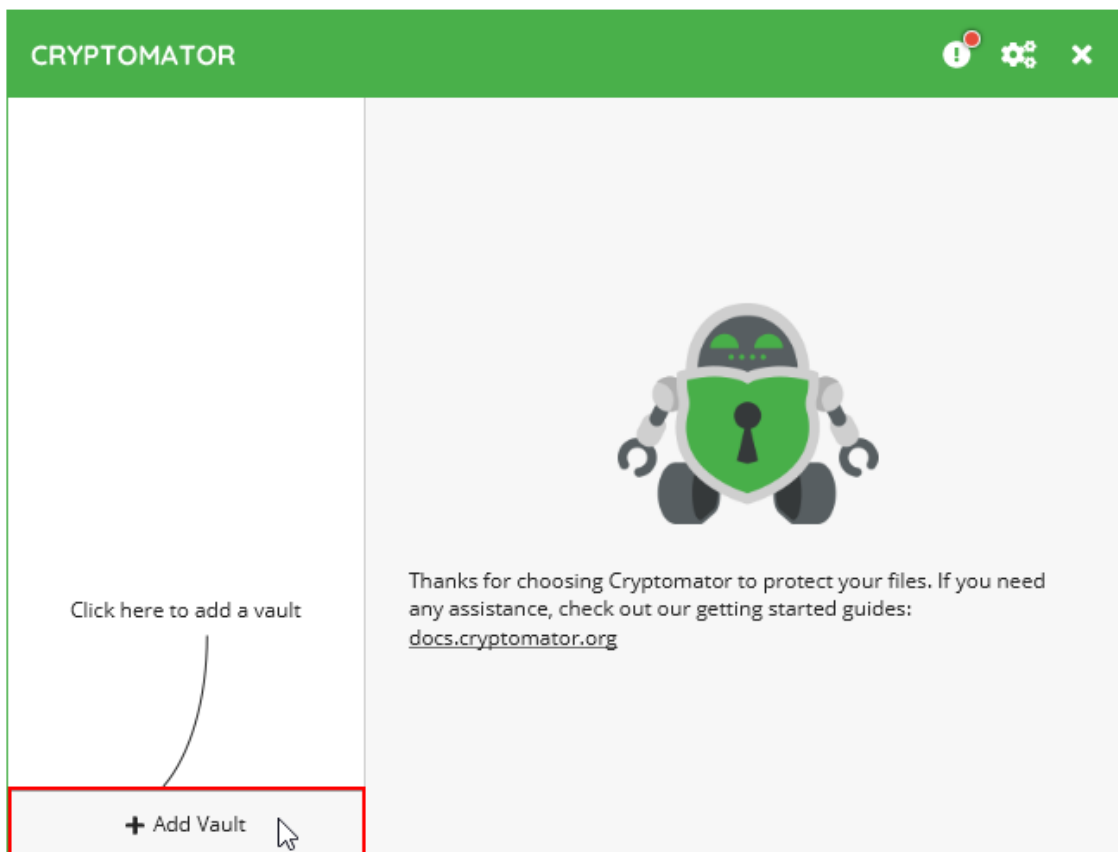 CRYPTOMATOR
Click here to add a vault
+ Add Vault
Thanks for choosing Cryptomator to protect your files. If you need
any assistance, check out our getting started guides:
docs.cryptomator.org